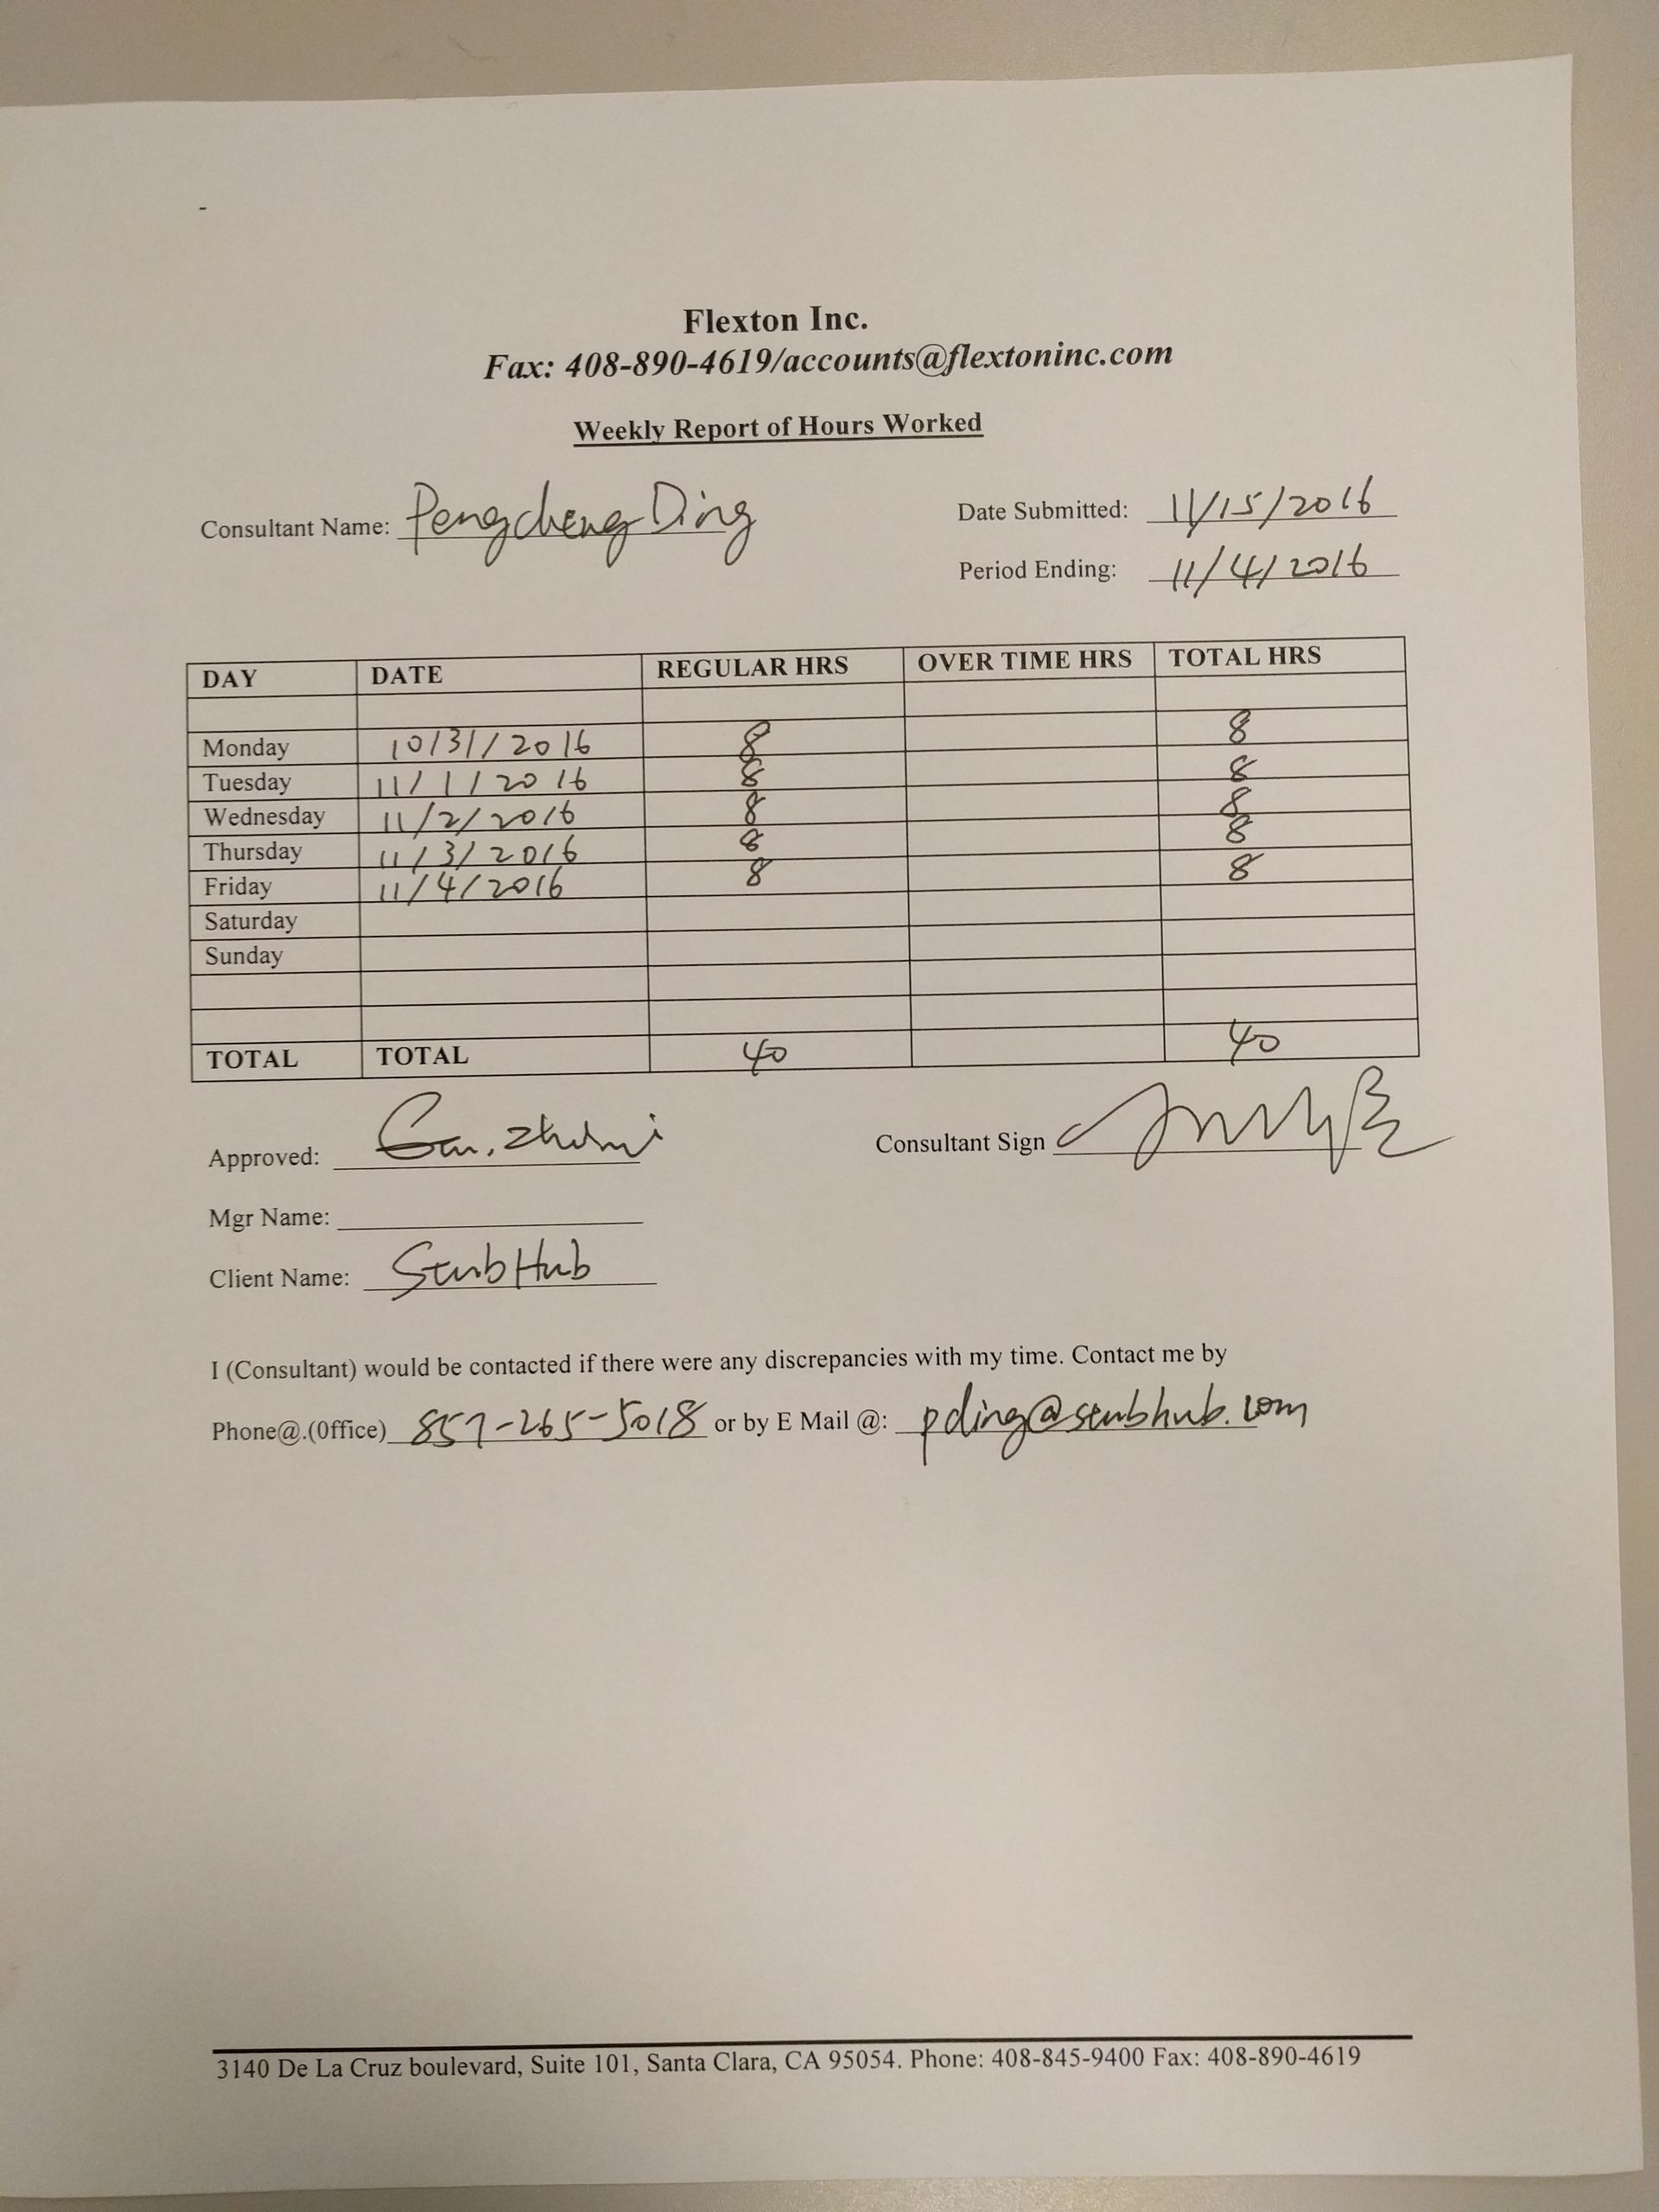 -
Flexton Inc.
Fax: 408-890-4619/accounts@flextoninc.com
Weekly Report of Hours Worked
Consultant Name: Pengcheng Ding
Date Submitted: 11/15/2016
Period Ending: 11/4/2016
DAY DATE REGULAR HRS OVER TIME HRS TOTAL HRS
Monday 10/31/2016 8 8
Tuesday 11/1/2016 8 8
Wednesday 11/2/2016 8 8
Thursday 11/3/2016 8 8
Friday 11/4/2016 8 8
Saturday
Sunday
TOTAL TOTAL 40 40
Approved: Consultant Sign
Mgr Name:
Client Name: StubHub
I (Consultant) would be contacted if there were any discrepancies with my time. Contact me by
Phone@.(0ffice) 857-265-5018 or by E Mail @: pding@stubhub.com
3140 De La Cruz boulevard, Suite 101, Santa Clara, CA 95054. Phone: 408-845-9400 Fax: 408-890-4619